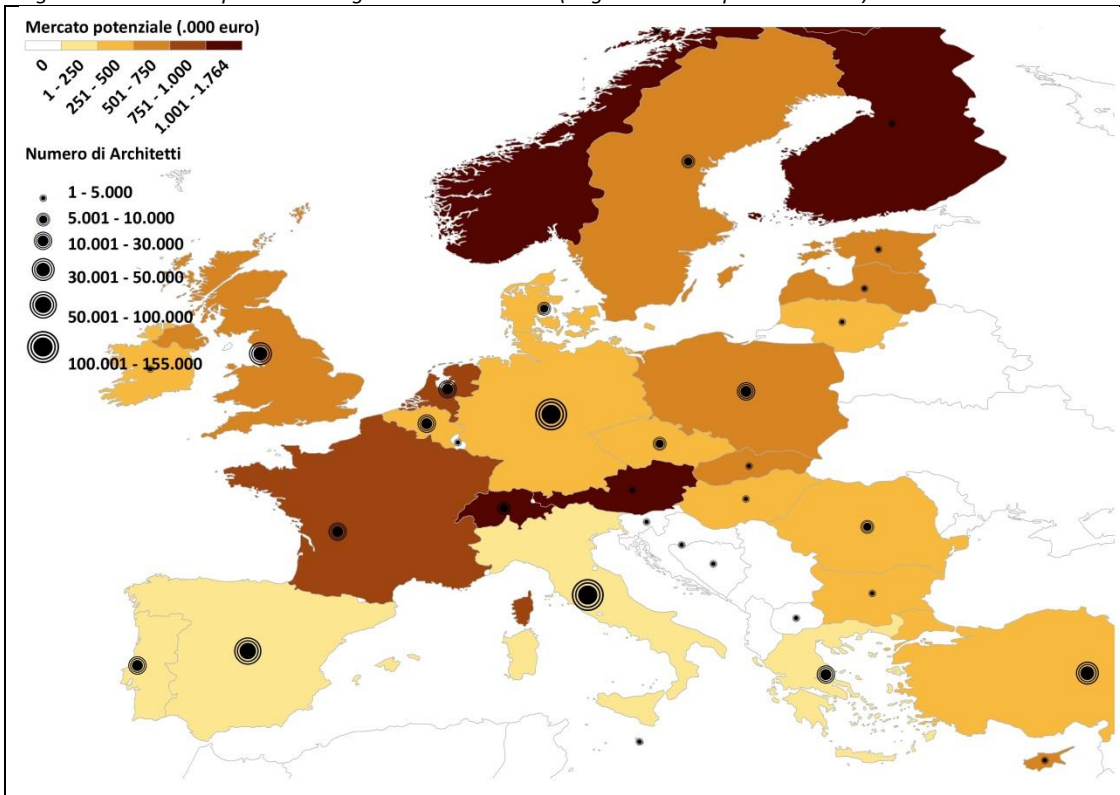 Mercato potenziale (.000 euro)
0
1 - 250
251 - 500
501 - 750
751 - 1.000
1.001 - 1.764
Numero di Architetti
1 - 5.000
5.001 - 10.000
10.001 - 30.000
30.001 - 50.000
50.001 - 100.000
100.001 - 155.000